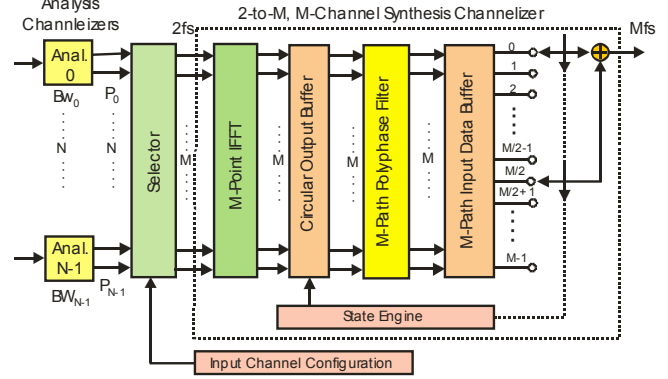 Analysis
Channleizers
2-to-M, M-Channel Synthesis Channelizer
2fs
Mfs
Anal.
0
BW0
P0
N
N
Anal.
N-1
BWN-1
PN-1
Selector
M
M-Point IFFT
M
Circular Output Buffer
M
M-Path Polyphase Filter
M
M-Path Input Data Buffer
0
1
2
M/2-1
M/2
M/2+1
M-1
State Engine
Input Channel Configuration